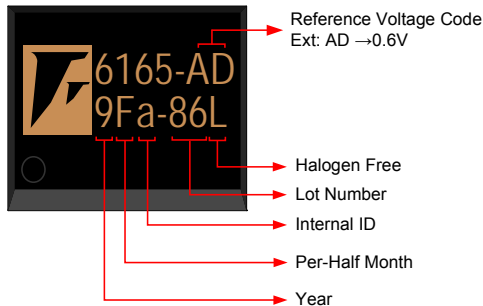 Reference Voltage Code
Ext: AD →0.6V
6165-AD
9Fa-86L
Halogen Free
Lot Number
Internal ID
Per-Half Month
Year